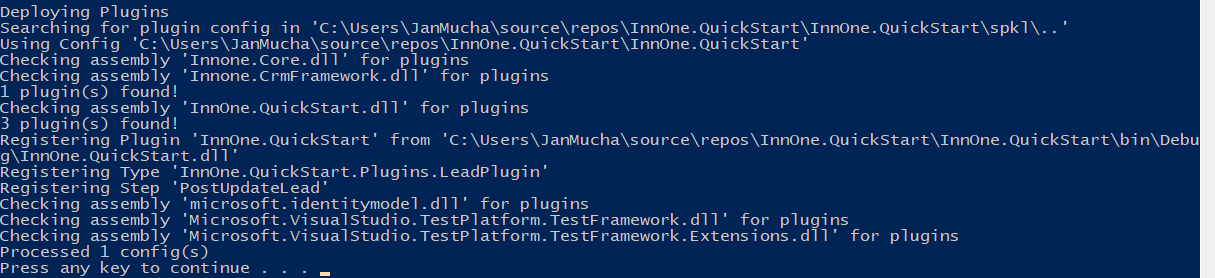 Deploying Plugins
Searching for plugin config in 'C:\Users\JanMucha\source\repos\InnOne.QuickStart\InnOne.QuickStart\spkl\..'
Using Config 'C:\Users\JanMucha\source\repos\InnOne.QuickStart\InnOne.QuickStart'
Checking assembly 'Innone.Core.dll' for plugins
Checking assembly 'Innone.CrmFramework.dll' for plugins
1 plugin(s) found!
Checking assembly 'InnOne.QuickStart.dll' for plugins
3 plugin(s) found!
Registering Plugin 'InnOne.QuickStart' from 'C:\Users\JanMucha\source\repos\InnOne.QuickStart\InnOne.QuickStart\bin\Debu
g\InnOne.QuickStart.dll'
Registering Type 'InnOne.QuickStart.Plugins.LeadPlugin'
Registering Step 'PostUpdateLead'
Checking assembly 'microsoft.identitymodel.dll' for plugins
Checking assembly 'Microsoft.VisualStudio.TestPlatform.TestFramework.dll' for plugins
Checking assembly 'Microsoft.VisualStudio.TestPlatform.TestFramework.Extensions.dll' for plugins
Processed 1 config(s)
Press any key to continue . . .